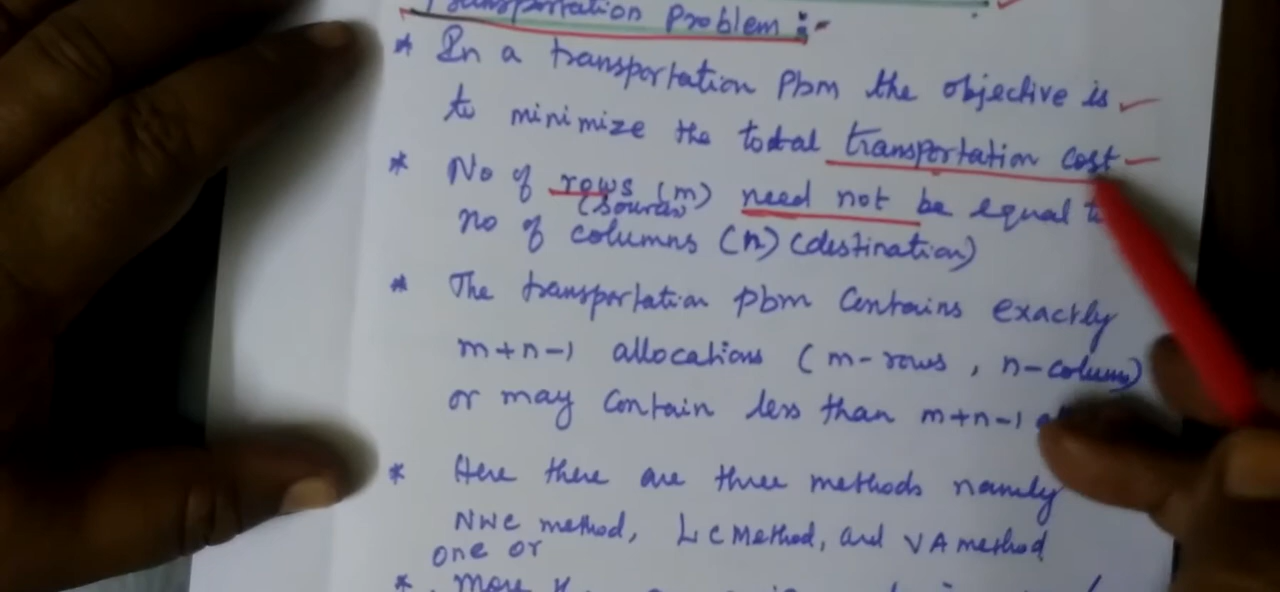 Transportation Problem :-
* In a transportation Pbm the objective is
to minimize the total transportation cost
* No of rows (m) need not be equal to
(source)
no of columns (n) (destination)
* The transportation pbm contains exactly
m+n-1 allocations (m-rows, n-column)
or may contain less than m+n-1
* Here there are three methods namely
NWC method, LC Method, and VA method
one or
* More